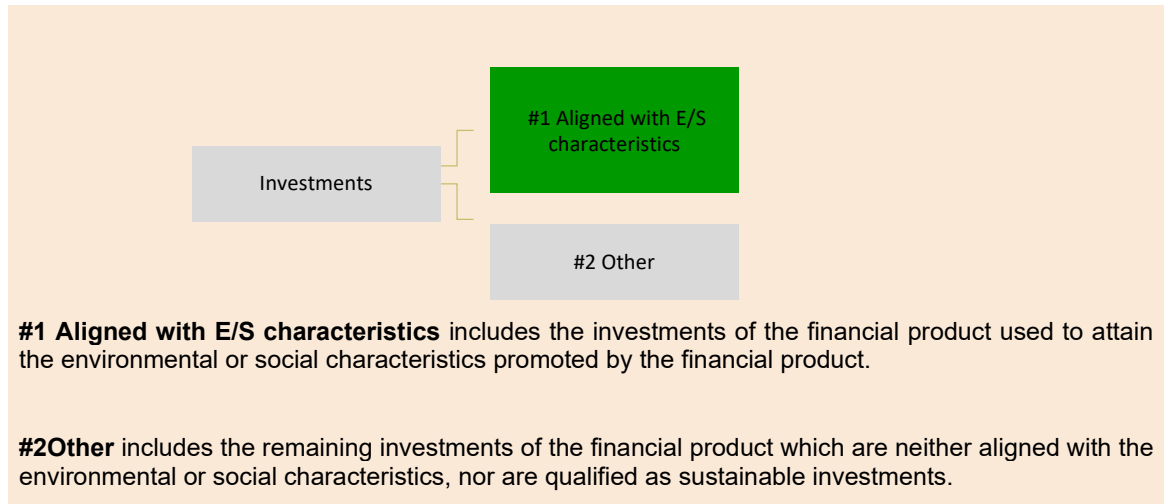 #1 Aligned with E/S
characteristics
Investments
#2 Other
#1 Aligned with E/S characteristics includes the investments of the financial product used to attain
the environmental or social characteristics promoted by the financial product.
#2Other includes the remaining investments of the financial product which are neither aligned with the
environmental or social characteristics, nor are qualified as sustainable investments.